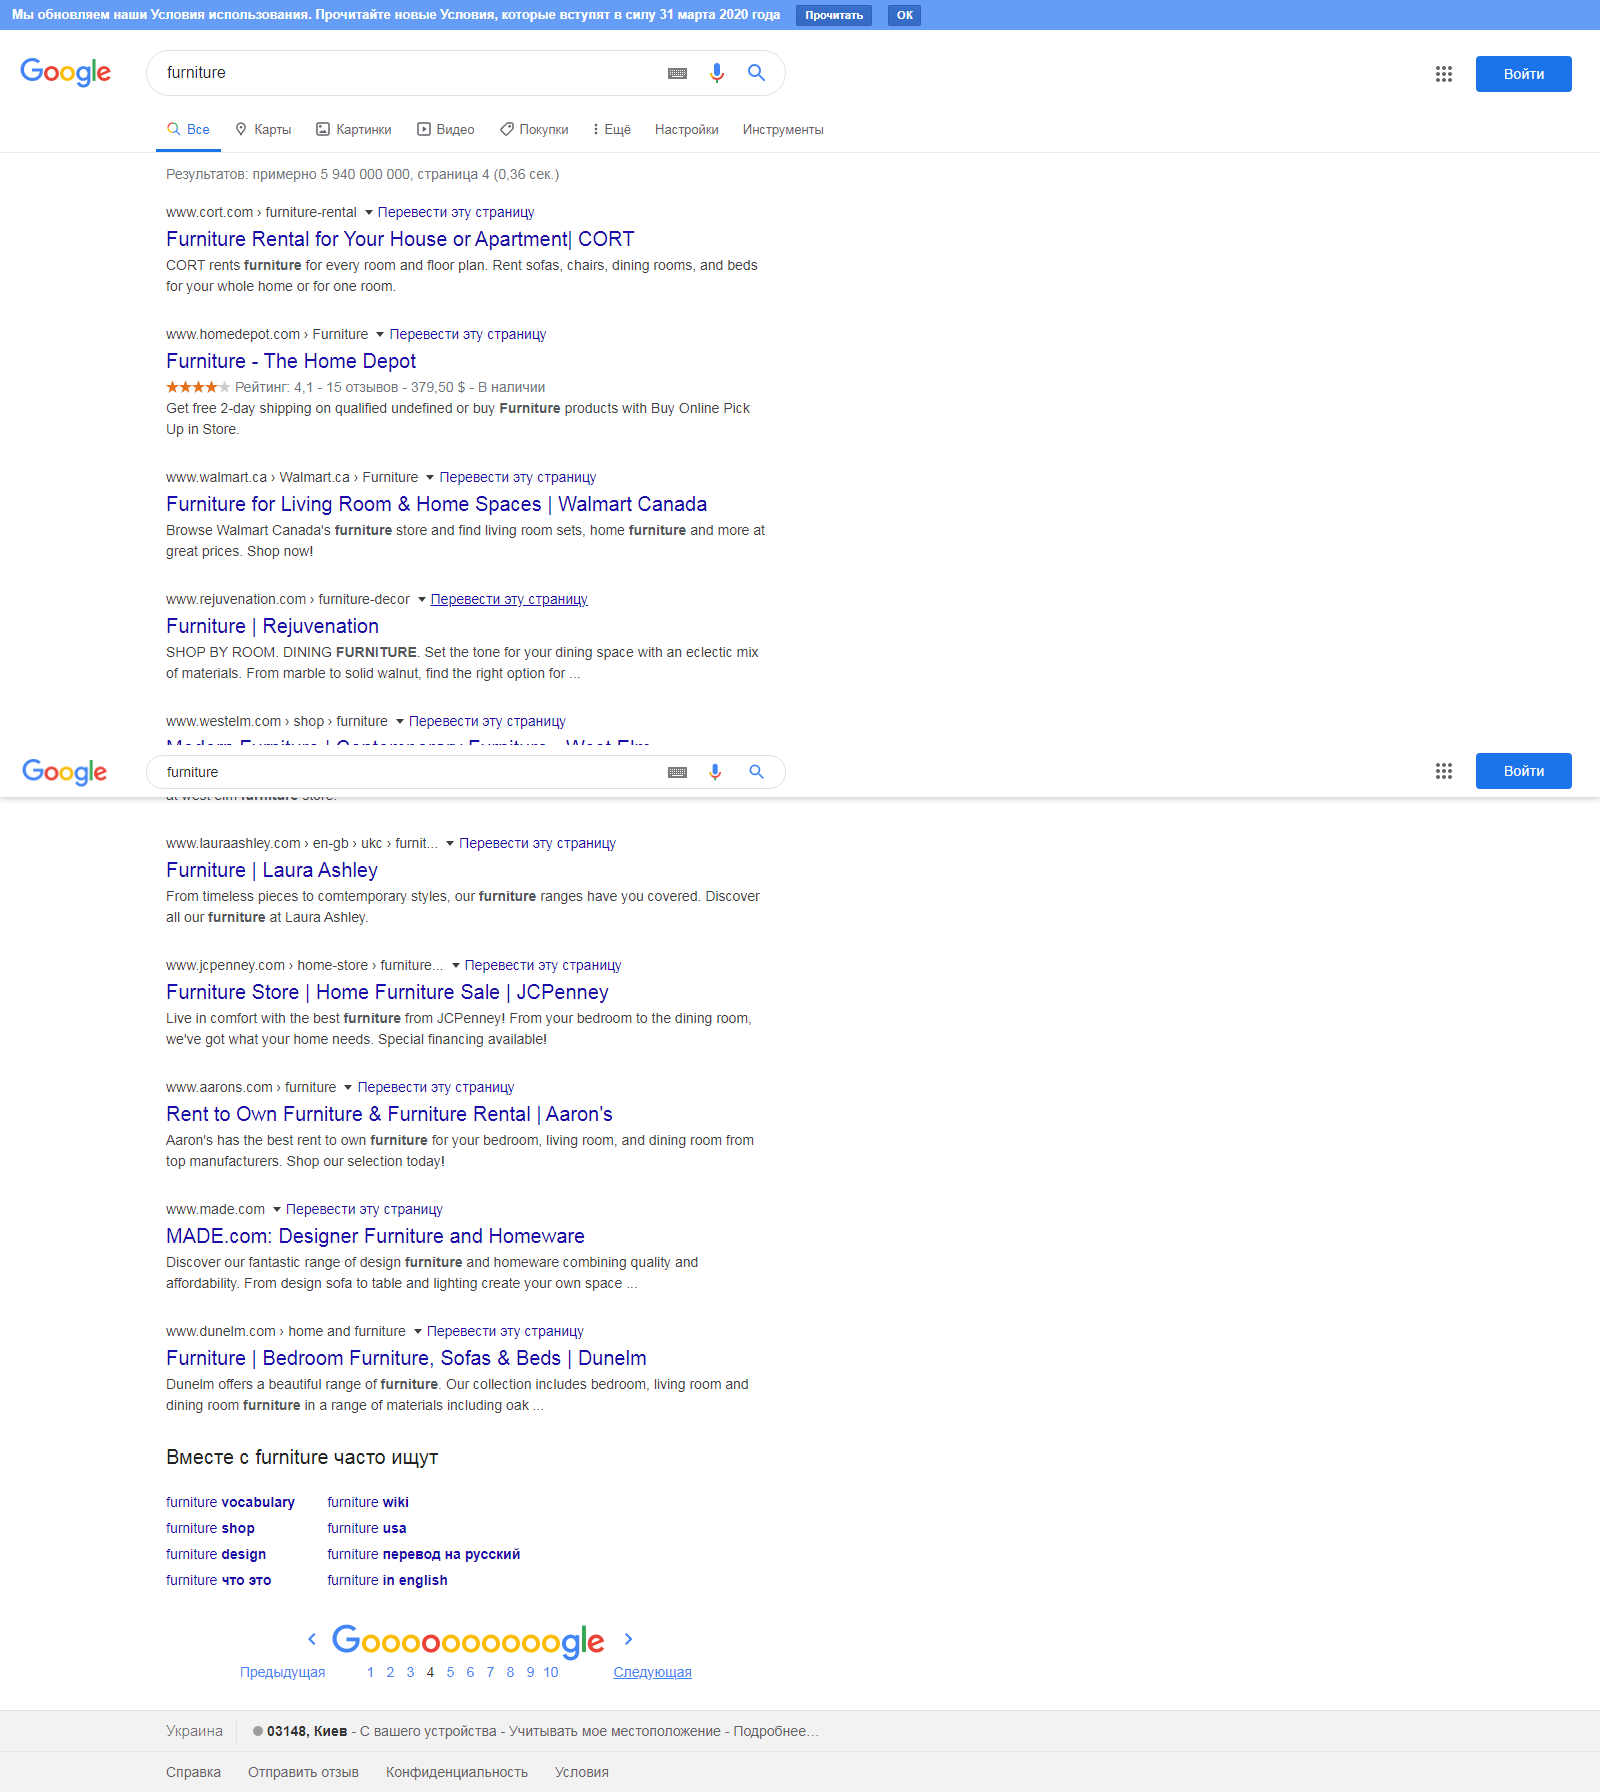 Мы обновляем наши Условия использования. Прочитайте новые Условия, которые вступят в силу 31 марта 2020 года Прочитать ОК
Google furniture Войти
Все Карты Картинки Видео Покупки Ещё Настройки Инструменты
Результатов: примерно 5 940 000 000, страница 4 (0,36 сек.)
www.cort.com › furniture-rental Перевести эту страницу
Furniture Rental for Your House or Apartment| CORT
CORT rents furniture for every room and floor plan. Rent sofas, chairs, dining rooms, and beds
for your whole home or for one room.
www.homedepot.com › Furniture Перевести эту страницу
Furniture - The Home Depot
Рейтинг: 4,1 - 15 отзывов - 379,50 $ - В наличии
Get free 2-day shipping on qualified undefined or buy Furniture products with Buy Online Pick
Up in Store.
www.walmart.ca › Walmart.ca › Furniture Перевести эту страницу
Furniture for Living Room & Home Spaces | Walmart Canada
Browse Walmart Canada's furniture store and find living room sets, home furniture and more at
great prices. Shop now!
www.rejuvenation.com › furniture-decor Перевести эту страницу
Furniture | Rejuvenation
SHOP BY ROOM. DINING FURNITURE. Set the tone for your dining space with an eclectic mix
of materials. From marble to solid walnut, find the right option for ...
www.westelm.com › shop › furniture Перевести эту страницу
Modern Furniture | Contemporary Furniture - West Elm
Google furniture Войти
at west elm furniture store.
www.lauraashley.com › en-gb › ukc › furnit... Перевести эту страницу
Furniture | Laura Ashley
From timeless pieces to comtemporary styles, our furniture ranges have you covered. Discover
all our furniture at Laura Ashley.
www.jcpenney.com › home-store › furniture... Перевести эту страницу
Furniture Store | Home Furniture Sale | JCPenney
Live in comfort with the best furniture from JCPenney! From your bedroom to the dining room,
we've got what your home needs. Special financing available!
www.aarons.com › furniture Перевести эту страницу
Rent to Own Furniture & Furniture Rental | Aaron's
Aaron's has the best rent to own furniture for your bedroom, living room, and dining room from
top manufacturers. Shop our selection today!
www.made.com Перевести эту страницу
MADE.com: Designer Furniture and Homeware
Discover our fantastic range of design furniture and homeware combining quality and
affordability. From design sofa to table and lighting create your own space ...
www.dunelm.com › home and furniture Перевести эту страницу
Furniture | Bedroom Furniture, Sofas & Beds | Dunelm
Dunelm offers a beautiful range of furniture. Our collection includes bedroom, living room and
dining room furniture in a range of materials including oak ...
Вместе с furniture часто ищут
furniture vocabulary furniture wiki
furniture shop furniture usa
furniture design furniture перевод на русский
furniture что это furniture in english
Goooooooooogle
Предыдущая 1 2 3 4 5 6 7 8 9 10 Следующая
Украина 03148, Киев - С вашего устройства - Учитывать мое местоположение - Подробнее…
Справка Отправить отзыв Конфиденциальность Условия